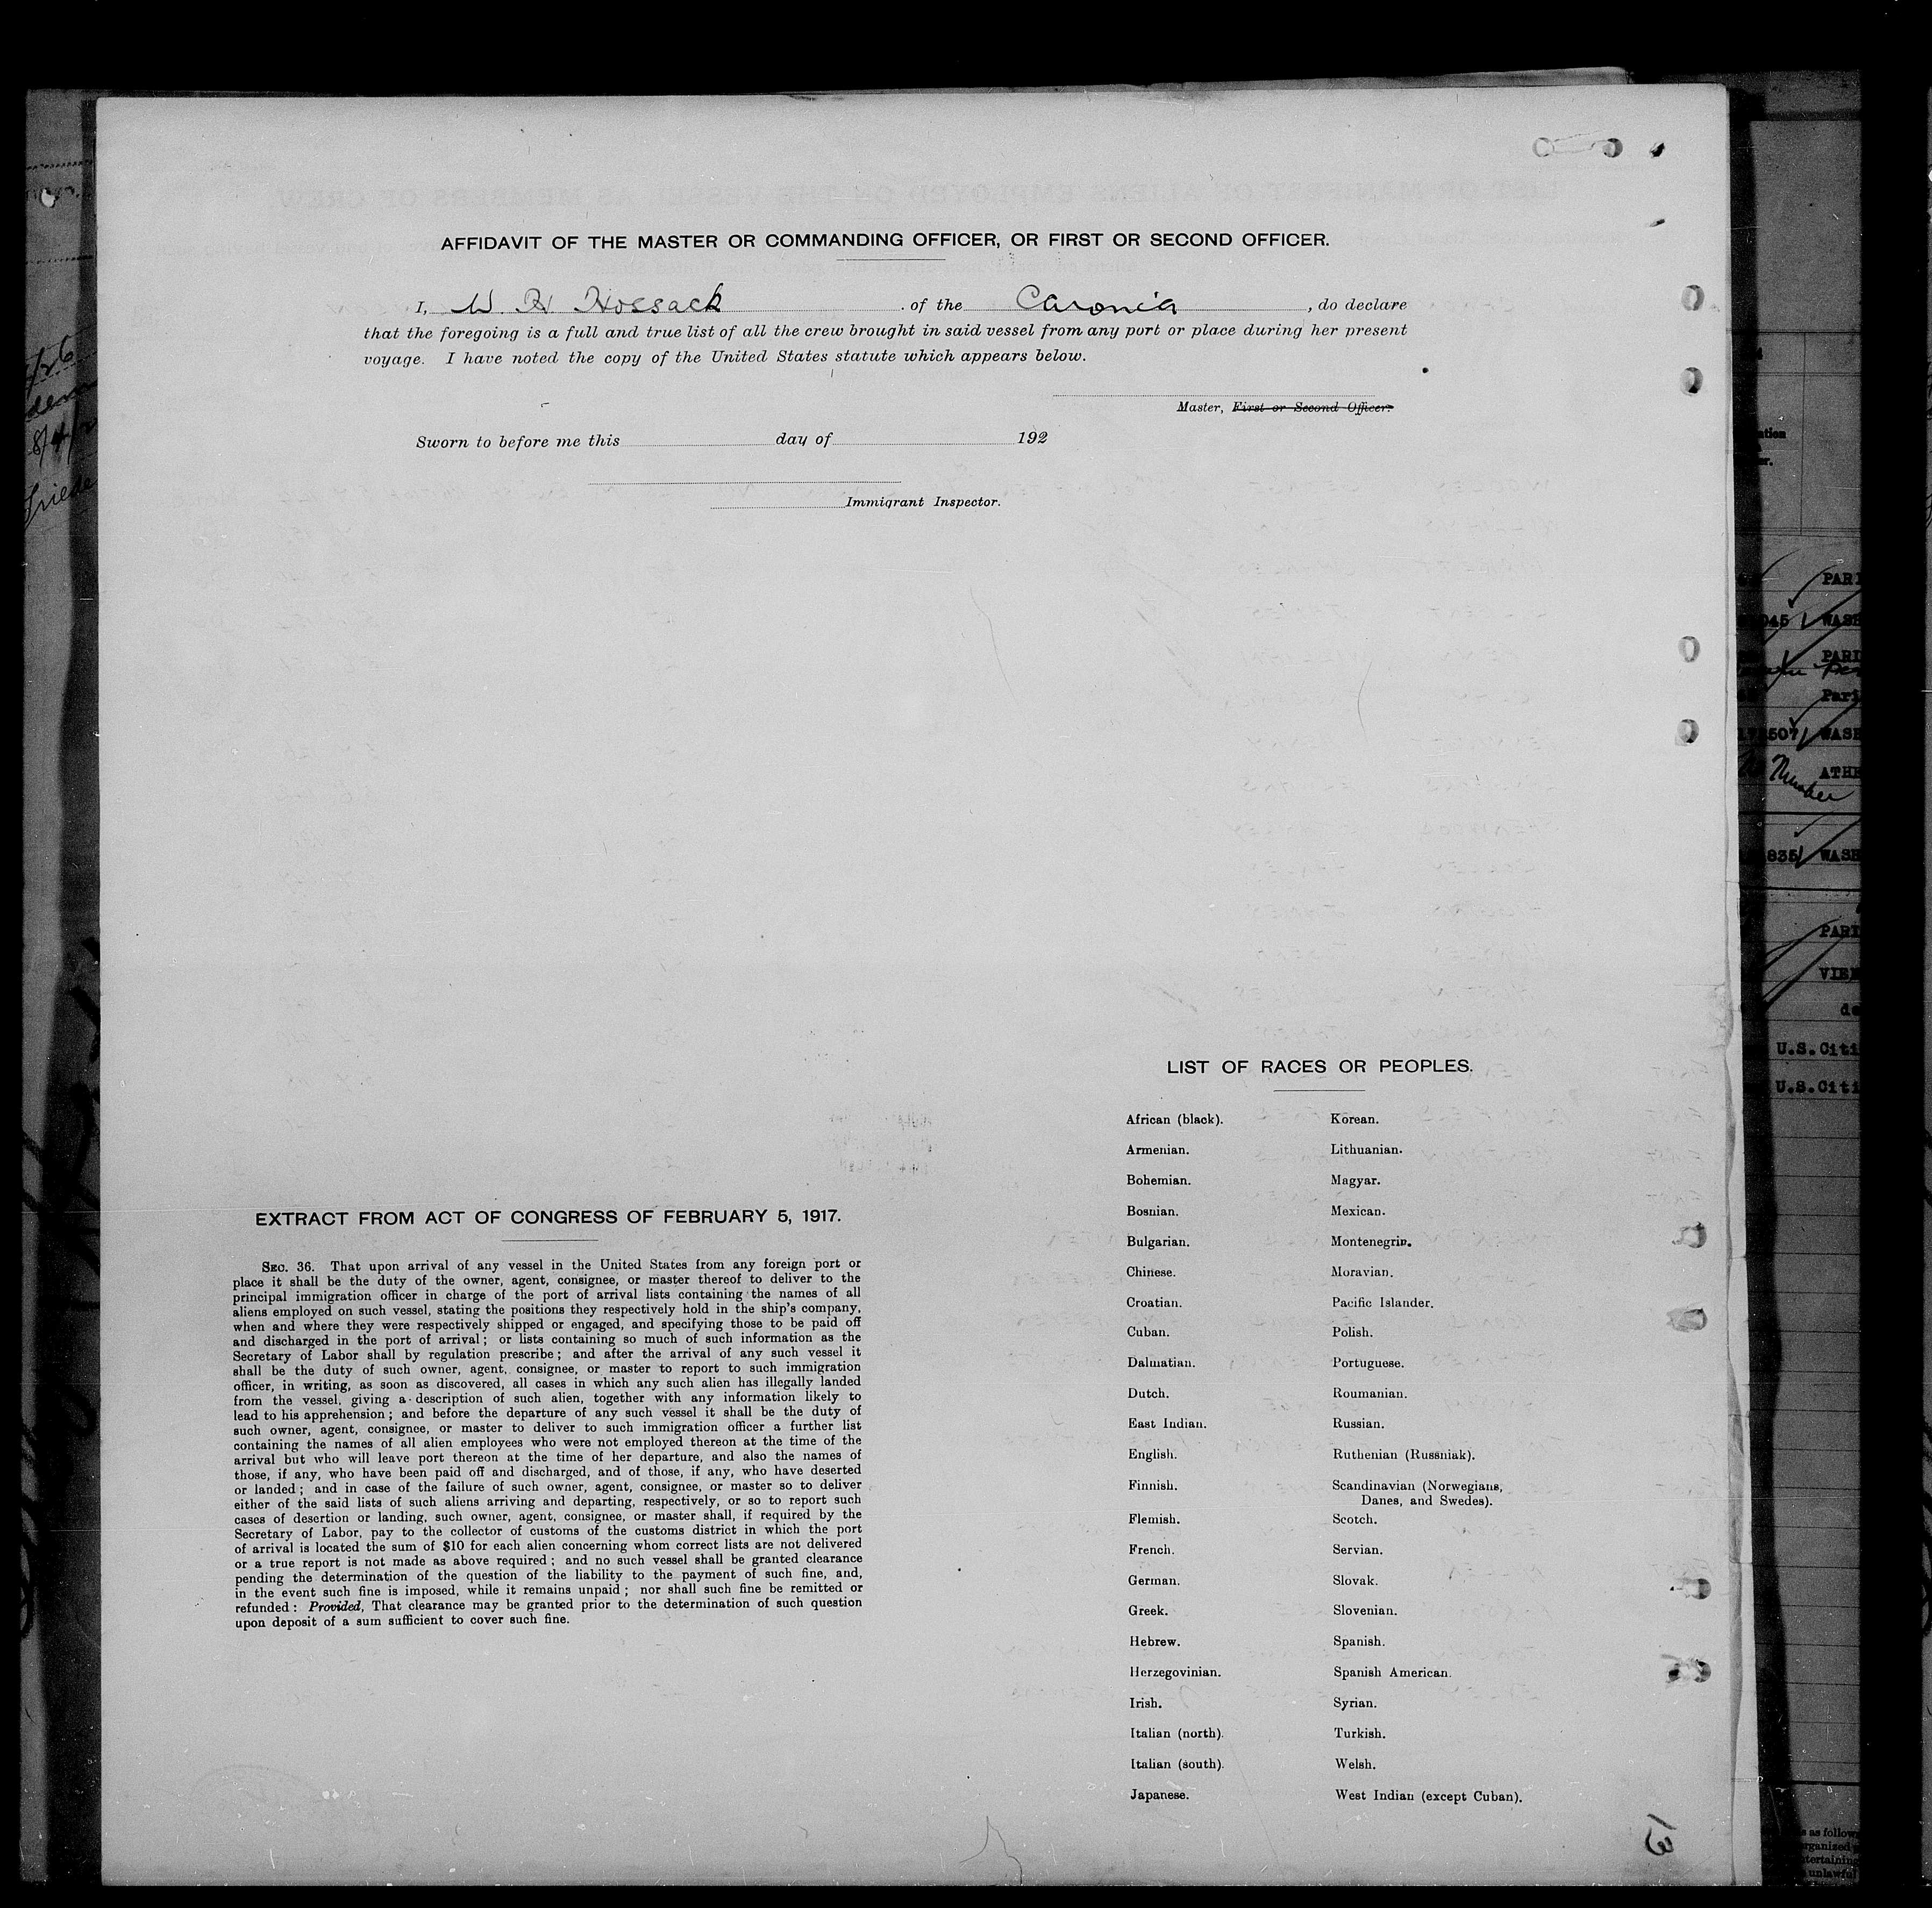 AFFIDAVIT OF THE MASTER OR COMMANDING OFFICER, OR FIRST OR SECOND OFFICER.
I, W. H. Hossack of the Caronia, do declare
that the foregoing is a full and true list of all the crew brought in said vessel from any port or place during her present
voyage. I have noted the copy of the United States statute which appears below.
Master, First or Second Officer.
Sworn to before me this day of 192
Immigrant Inspector.
EXTRACT FROM ACT OF CONGRESS OF FEBRUARY 5, 1917.
SEC. 36. That upon arrival of any vessel in the United States from any foreign port or
place it shall be the duty of the owner, agent, consignee, or master thereof to deliver to the
principal immigration officer in charge of the port of arrival lists containing the names of all
aliens employed on such vessel, stating the positions they respectively hold in the ship's company,
when and where they were respectively shipped or engaged, and specifying those to be paid off
and discharged in the port of arrival; or lists containing so much of such information as the
Secretary of Labor shall by regulation prescribe; and after the arrival of any such vessel it
shall be the duty of such owner, agent, consignee, or master to report to such immigration
officer, in writing, as soon as discovered, all cases in which any such alien has illegally landed
from the vessel, giving a description of such alien, together with any information likely to
lead to his apprehension; and before the departure of any such vessel it shall be the duty of
such owner, agent, consignee, or master to deliver to such immigration officer a further list
containing the names of all alien employees who were not employed thereon at the time of the
arrival but who will leave port thereon at the time of her departure, and also the names of
those, if any, who have been paid off and discharged, and of those, if any, who have deserted
or landed; and in case of the failure of such owner, agent, consignee, or master so to deliver
either of the said lists of such aliens arriving and departing, respectively, or so to report such
cases of desertion or landing, such owner, agent, consignee, or master shall, if required by the
Secretary of Labor, pay to the collector of customs of the customs district in which the port
of arrival is located the sum of $10 for each alien concerning whom correct lists are not delivered
or a true report is not made as above required; and no such vessel shall be granted clearance
pending the determination of the question of the liability to the payment of such fine, and,
in the event such fine is imposed, while it remains unpaid; nor shall such fine be remitted or
refunded: Provided, That clearance may be granted prior to the determination of such question
upon deposit of a sum sufficient to cover such fine.
LIST OF RACES OR PEOPLES.
African (black). Korean.
Armenian. Lithuanian.
Bohemian. Magyar.
Bosnian. Mexican.
Bulgarian. Montenegrin.
Chinese. Moravian.
Croatian. Pacific Islander.
Cuban. Polish.
Dalmatian. Portuguese.
Dutch. Roumanian.
East Indian. Russian.
English. Ruthenian (Russniak).
Finnish. Scandinavian (Norwegians,
Danes, and Swedes).
Flemish. Scotch.
French. Servian.
German. Slovak.
Greek. Slovenian.
Hebrew. Spanish.
Herzegovinian. Spanish American.
Irish. Syrian.
Italian (north). Turkish.
Italian (south). Welsh.
Japanese. West Indian (except Cuban).
13
PARI
045 WASH
PARI
Pari
507 WASH
Number ATHE
835 WASH
PARI
U.S.Citi
U.S.Citi